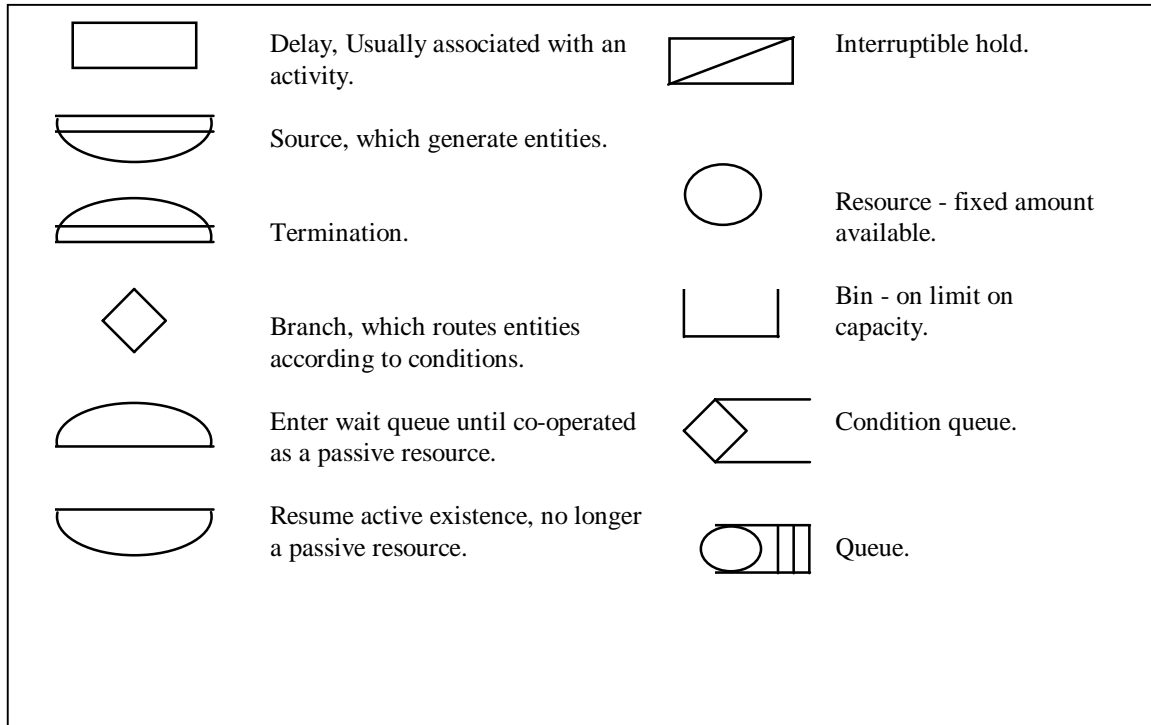 Delay, Usually associated with an
activity.
Source, which generate entities.
Termination.
Branch, which routes entities
according to conditions.
Enter wait queue until co-operated
as a passive resource.
Resume active existence, no longer
a passive resource.
Interruptible hold.
Resource - fixed amount
available.
Bin - on limit on
capacity.
Condition queue.
Queue.